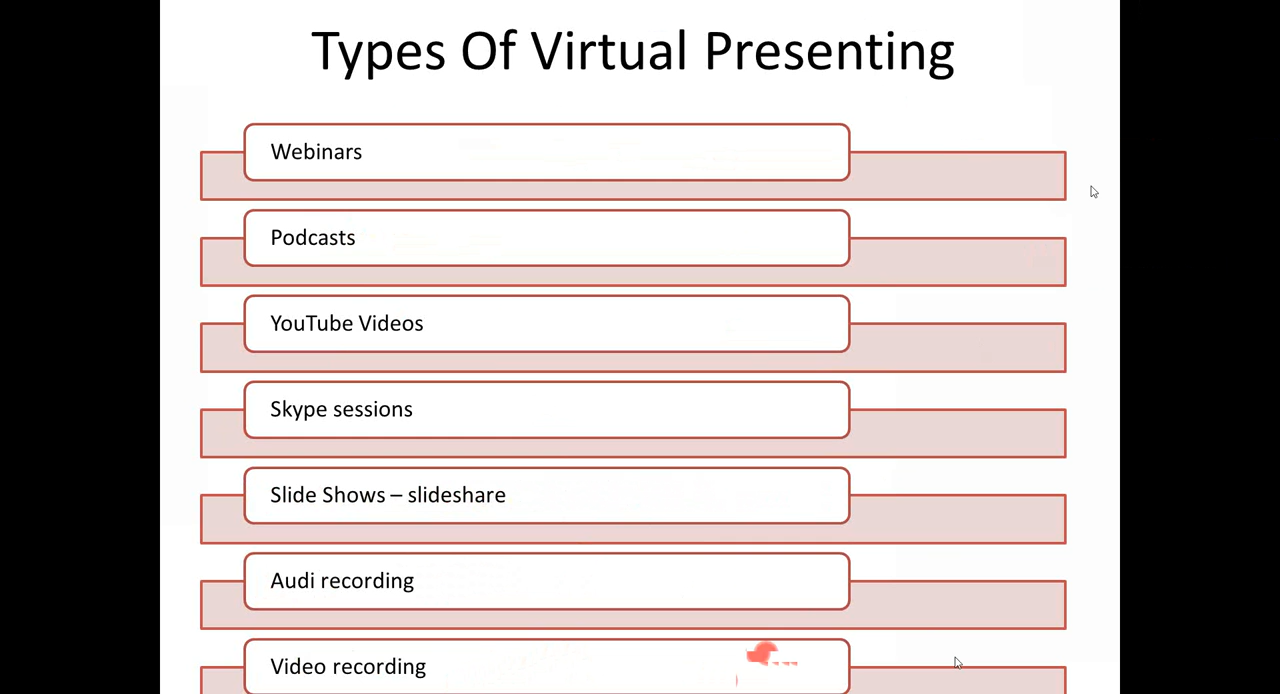 Types Of Virtual Presenting
Webinars
Podcasts
YouTube Videos
Skype sessions
Slide Shows – slideshare
Audi recording
Video recording